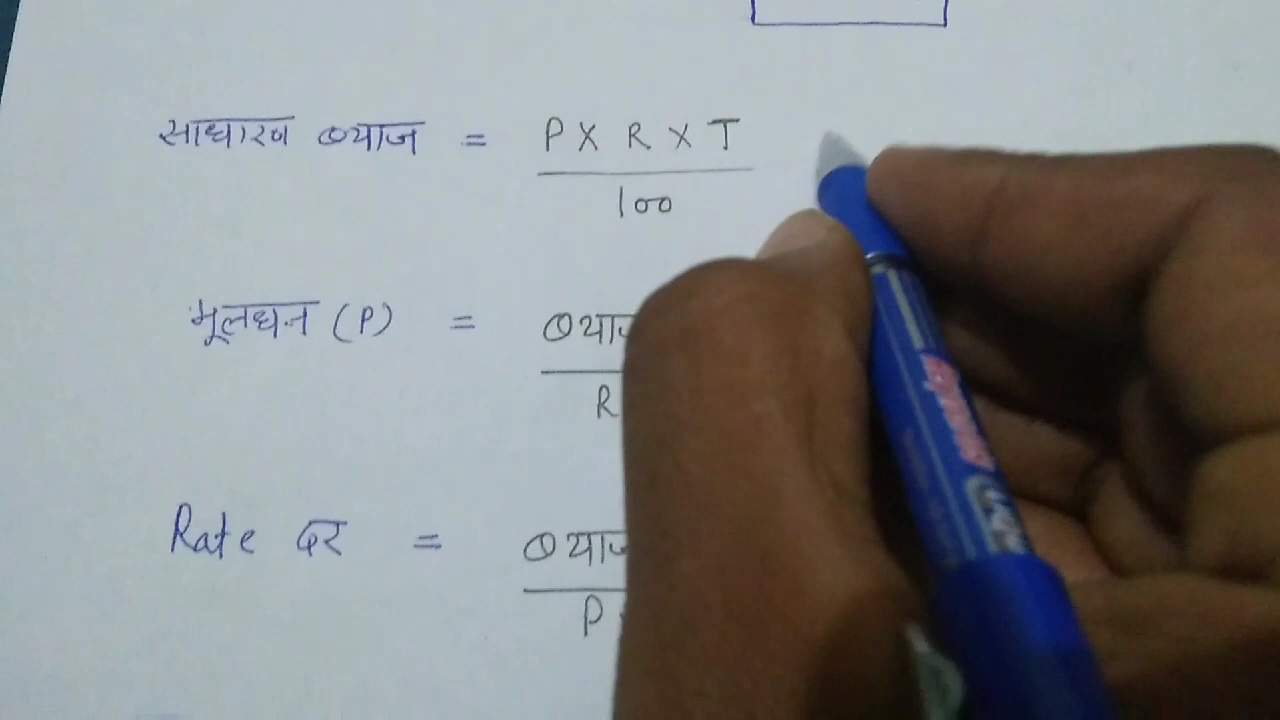 साधारण ब्याज = P X R X T
100
मूलधन (P) = ब्याज
R
Rate दर = ब्याज
P